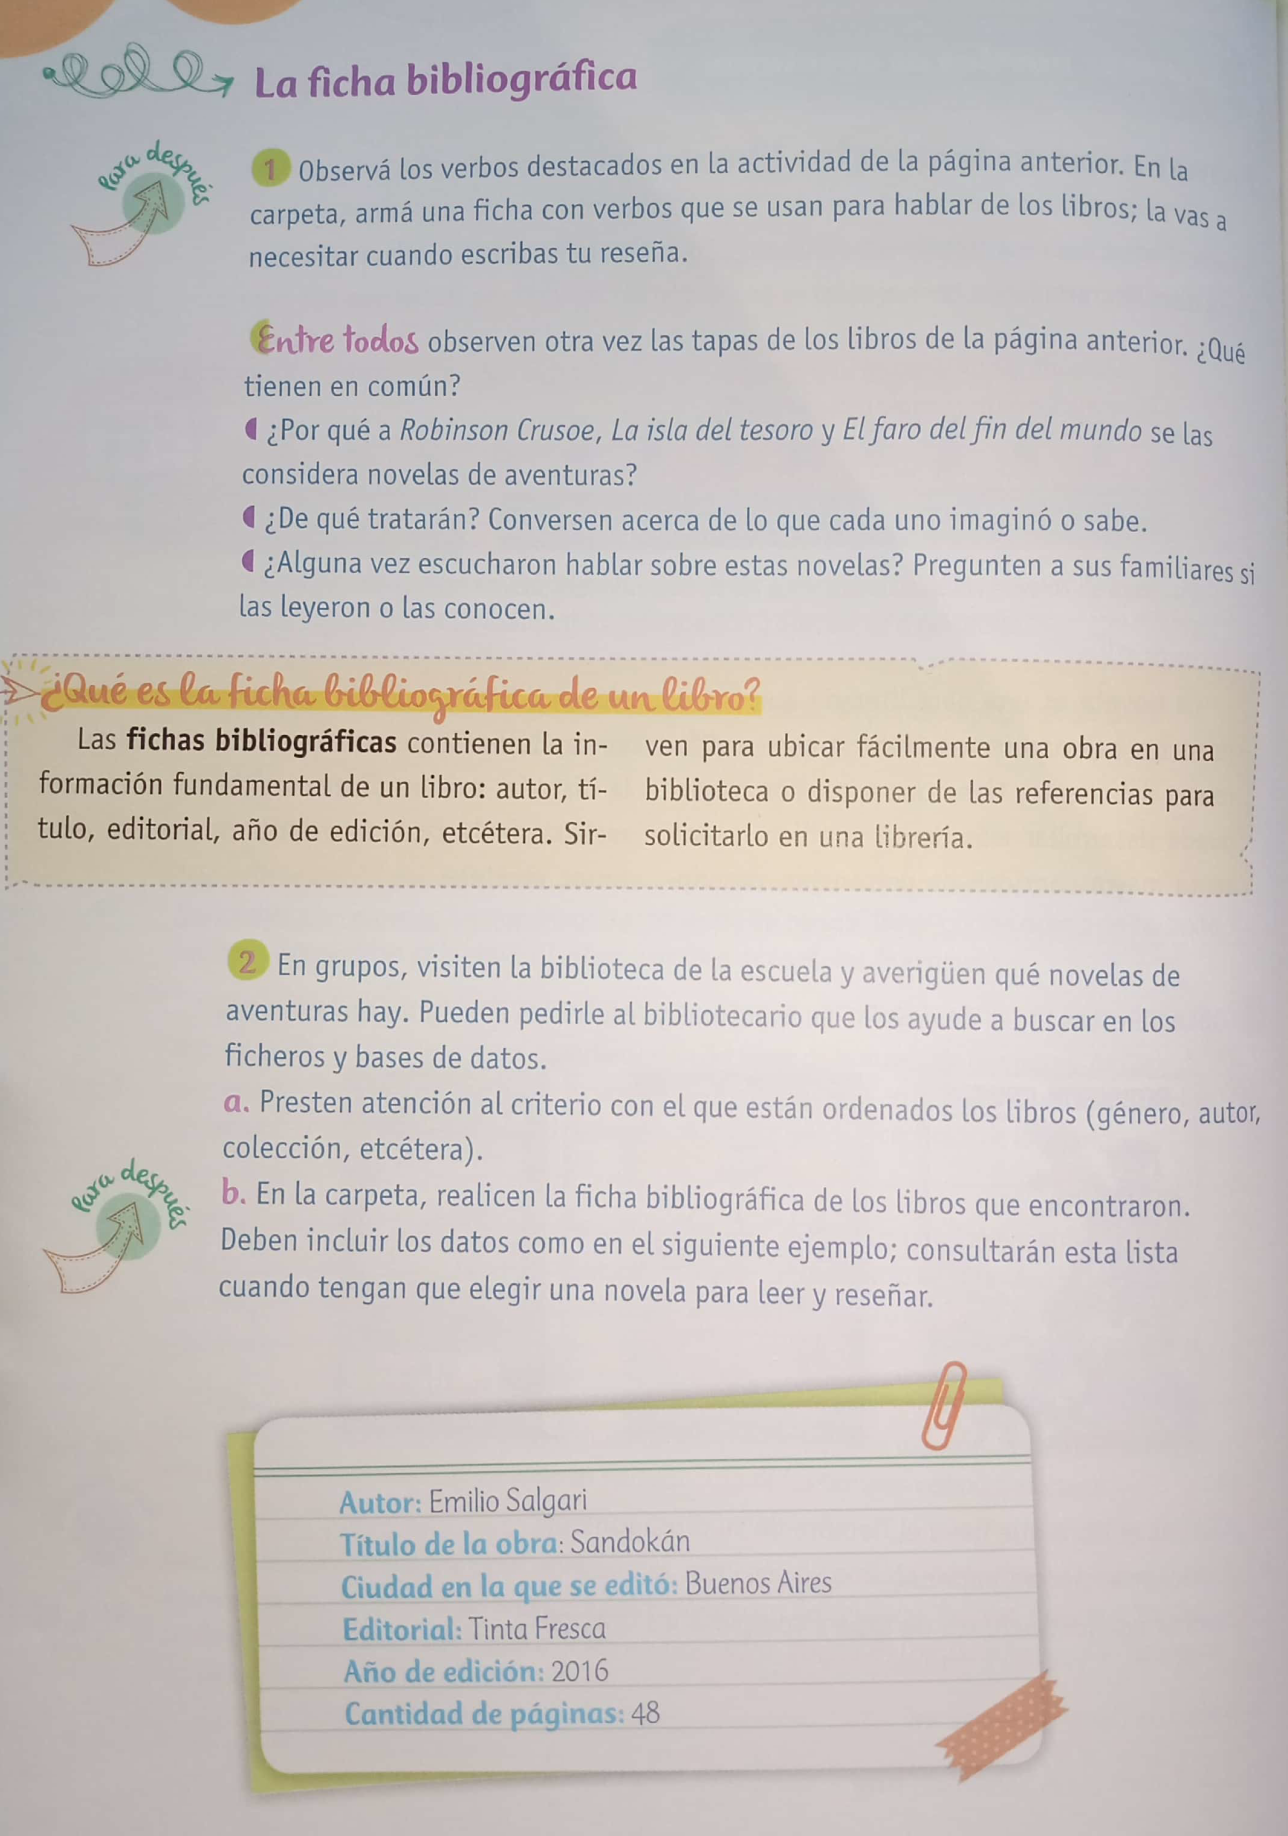 La ficha bibliográfica
Para después
1 Observá los verbos destacados en la actividad de la página anterior. En la
carpeta, armá una ficha con verbos que se usan para hablar de los libros; la vas a
necesitar cuando escribas tu reseña.
Entre todos observen otra vez las tapas de los libros de la página anterior. ¿Qué
tienen en común?
¿Por qué a Robinson Crusoe, La isla del tesoro y El faro del fin del mundo se las
considera novelas de aventuras?
¿De qué tratarán? Conversen acerca de lo que cada uno imaginó o sabe.
¿Alguna vez escucharon hablar sobre estas novelas? Pregunten a sus familiares si
las leyeron o las conocen.
¿Qué es la ficha bibliográfica de un libro?
Las fichas bibliográficas contienen la in-
formación fundamental de un libro: autor, tí-
tulo, editorial, año de edición, etcétera. Sir-
ven para ubicar fácilmente una obra en una
biblioteca o disponer de las referencias para
solicitarlo en una librería.
2 En grupos, visiten la biblioteca de la escuela y averigüen qué novelas de
aventuras hay. Pueden pedirle al bibliotecario que los ayude a buscar en los
ficheros y bases de datos.
a. Presten atención al criterio con el que están ordenados los libros (género, autor,
colección, etcétera).
Para después
b. En la carpeta, realicen la ficha bibliográfica de los libros que encontraron.
Deben incluir los datos como en el siguiente ejemplo; consultarán esta lista
cuando tengan que elegir una novela para leer y reseñar.
Autor: Emilio Salgari
Título de la obra: Sandokán
Ciudad en la que se editó: Buenos Aires
Editorial: Tinta Fresca
Año de edición: 2016
Cantidad de páginas: 48